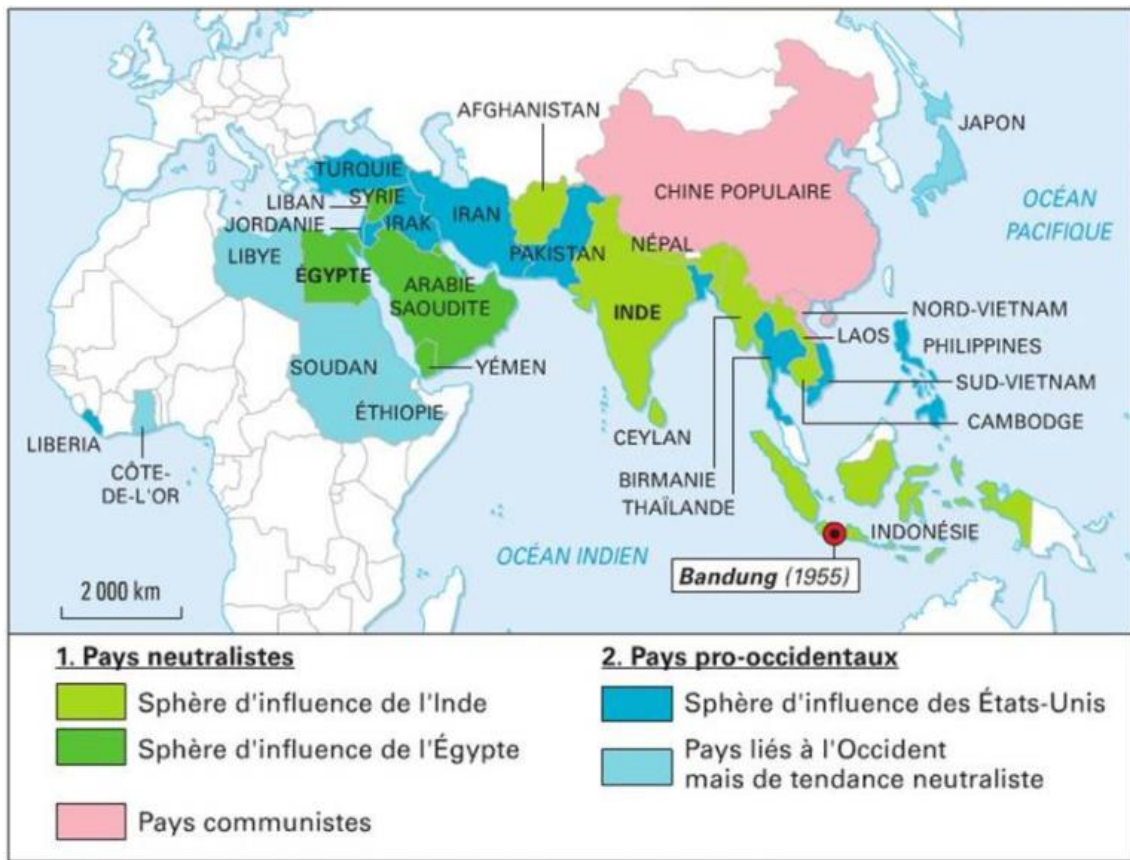 AFGHANISTAN
JAPON
TURQUIE
CHINE POPULAIRE
OCÉAN
PACIFIQUE
LIBAN
SYRIE
JORDANIE
IRAK
IRAN
PAKISTAN
NÉPAL
LIBYE
ÉGYPTE
ARABIE
SAOUDITE
INDE
NORD-VIETNAM
LAOS
PHILIPPINES
SOUDAN
YÉMEN
SUD-VIETNAM
ÉTHIOPIE
CAMBODGE
LIBERIA
CEYLAN
CÔTE-
DE-L'OR
BIRMANIE
THAÏLANDE
INDONÉSIE
OCÉAN INDIEN
Bandung (1955)
2 000 km
1. Pays neutralistes
Sphère d'influence de l'Inde
Sphère d'influence de l'Égypte
Pays communistes
2. Pays pro-occidentaux
Sphère d'influence des États-Unis
Pays liés à l'Occident
mais de tendance neutraliste